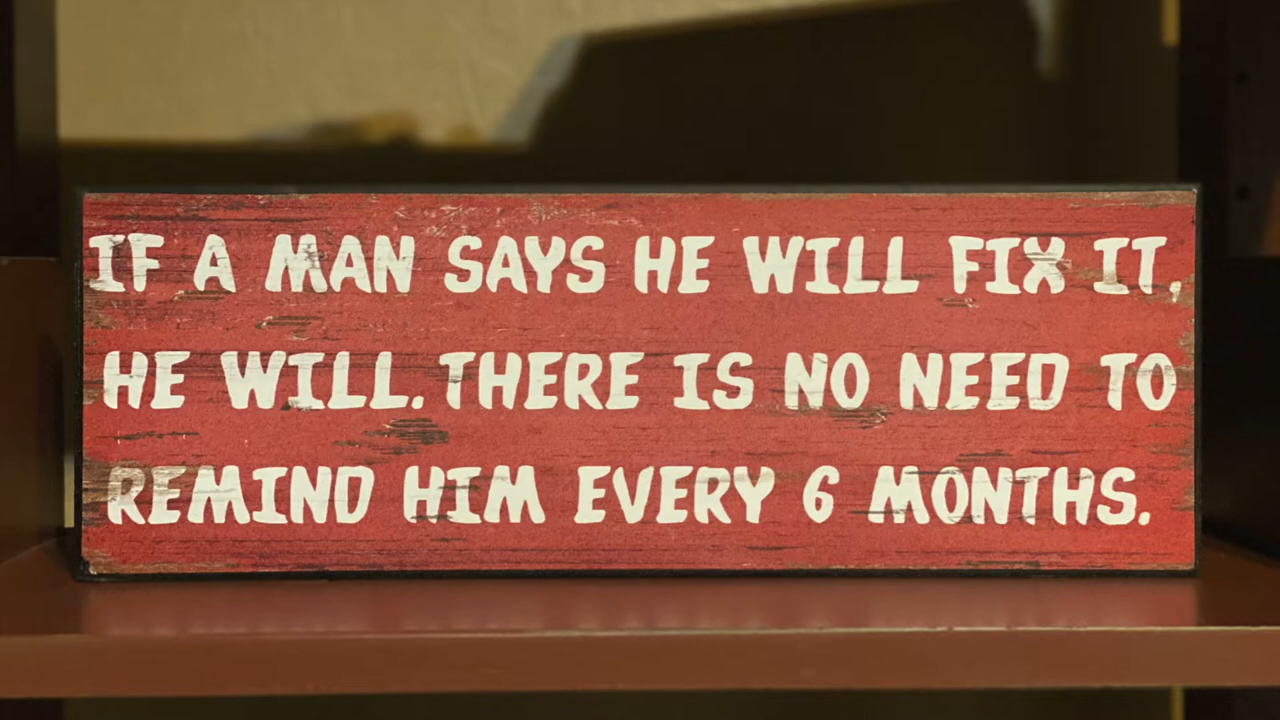 IF A MAN SAYS HE WILL FIX IT,
HE WILL. THERE IS NO NEED TO
REMIND HIM EVERY 6 MONTHS.